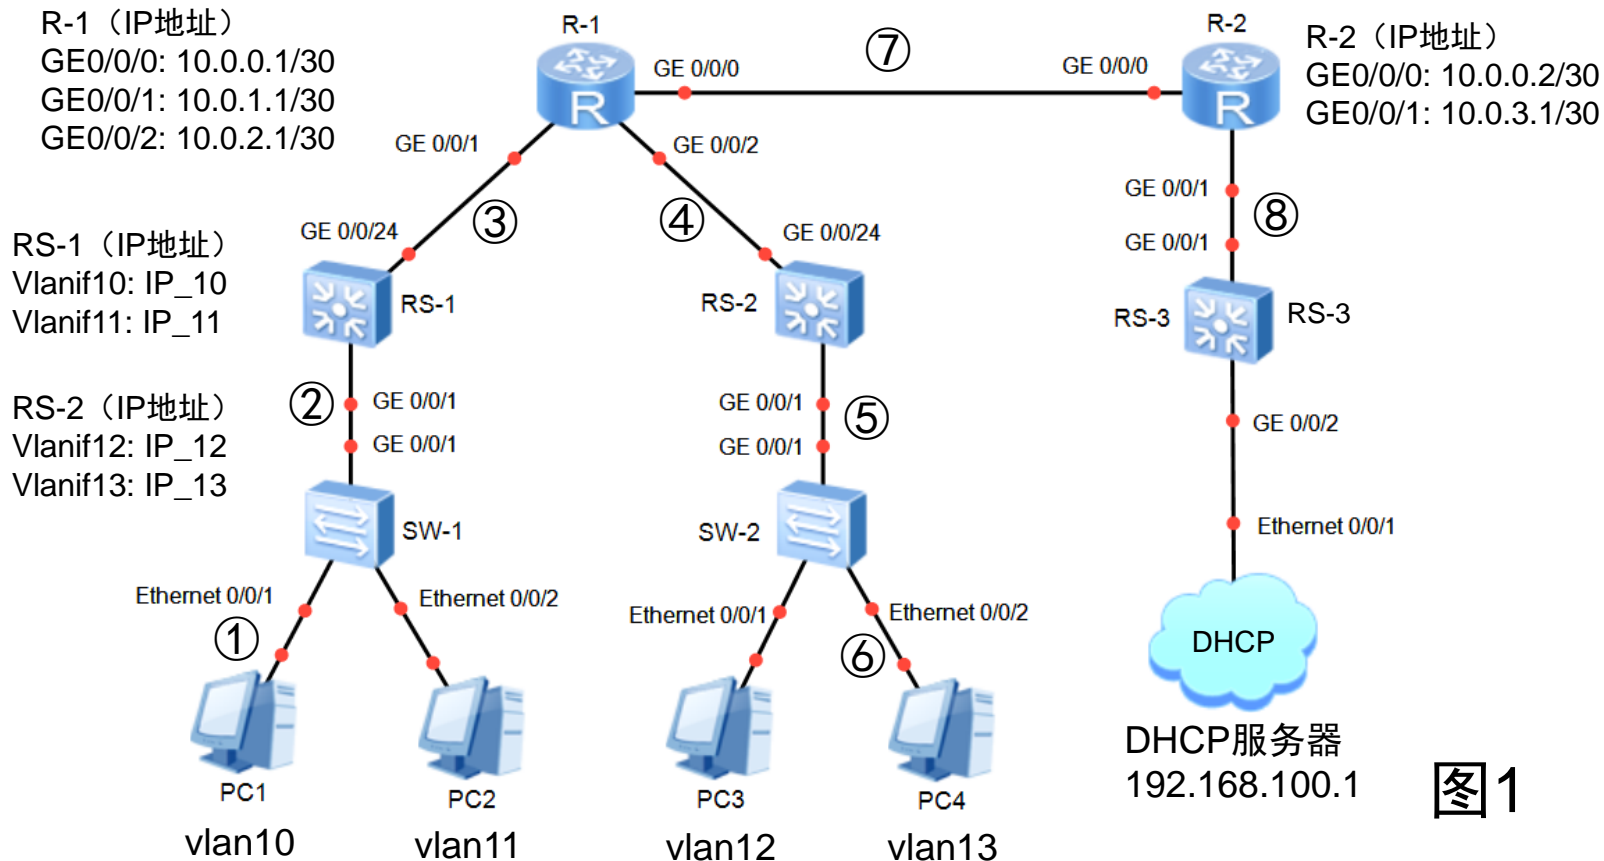 R-1（IP地址）
GE0/0/0: 10.0.0.1/30
GE0/0/1: 10.0.1.1/30
GE0/0/2: 10.0.2.1/30
R-1
R
GE 0/0/0
⑦
GE 0/0/0
R-2
R
R-2（IP地址）
GE0/0/0: 10.0.0.2/30
GE0/0/1: 10.0.3.1/30
GE 0/0/1
GE 0/0/2
③
④
GE 0/0/24
GE 0/0/24
GE 0/0/1
⑧
GE 0/0/1
RS-1（IP地址）
Vlanif10: IP_10
Vlanif11: IP_11
RS-1
RS-2
RS-3
RS-3
RS-2（IP地址）
Vlanif12: IP_12
Vlanif13: IP_13
②
GE 0/0/1
GE 0/0/1
GE 0/0/1
⑤
GE 0/0/1
GE 0/0/2
SW-1
SW-2
Ethernet 0/0/1
Ethernet 0/0/1
①
Ethernet 0/0/2
Ethernet 0/0/1
Ethernet 0/0/2
⑥
DHCP
PC1
PC2
PC3
PC4
vlan10
vlan11
vlan12
vlan13
DHCP服务器
192.168.100.1
图1